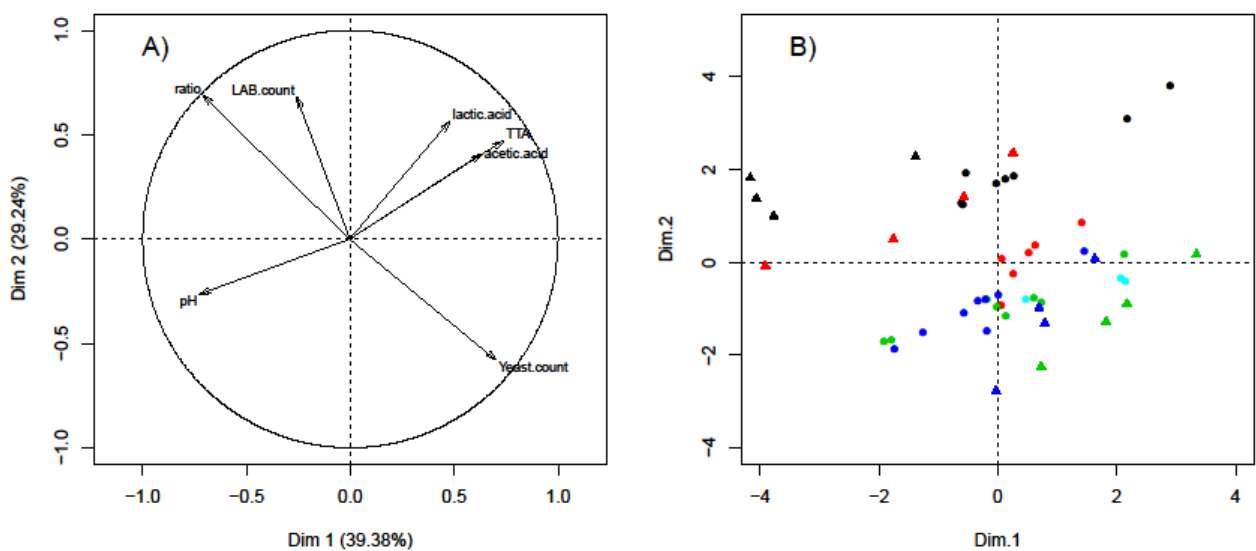 A)
ratio
LAB.count
lactic.acid
TTA
acetic.acid
pH
Yeast.count
1.0
0.5
0.0
−0.5
−1.0
Dim 2 (29.24%)
−1.0
−0.5
0.0
0.5
1.0
Dim 1 (39.38%)
B)
4
2
0
−2
−4
Dim.2
−4
−2
0
2
4
Dim.1